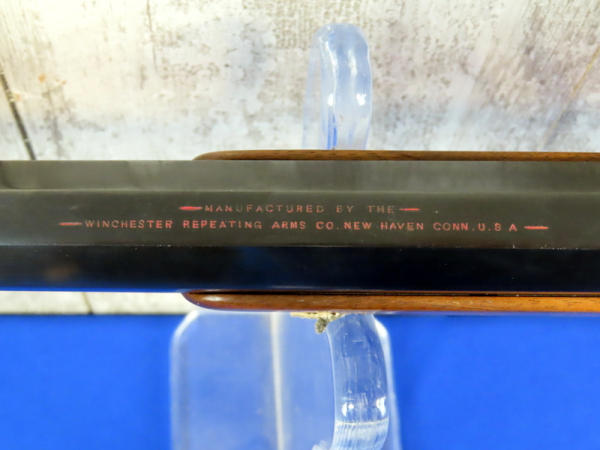 — MANUFACTURED BY THE —
— WINCHESTER REPEATING ARMS CO. NEW HAVEN CONN. U.S A —